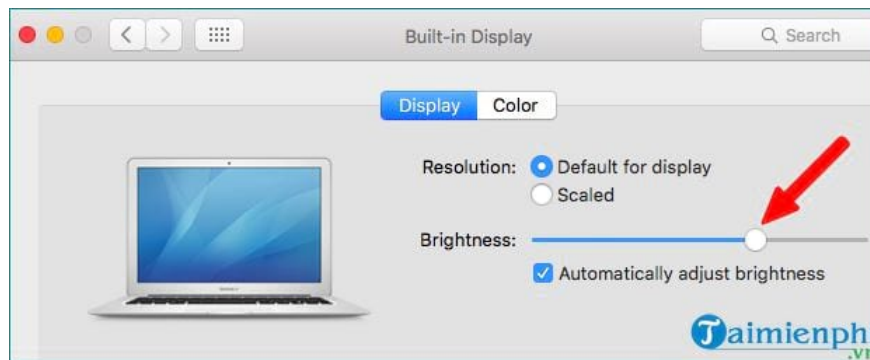 Built-in Display
Search
Display Color
Resolution: Default for display
Scaled
Brightness:
Automatically adjust brightness
Taimienph
.vn